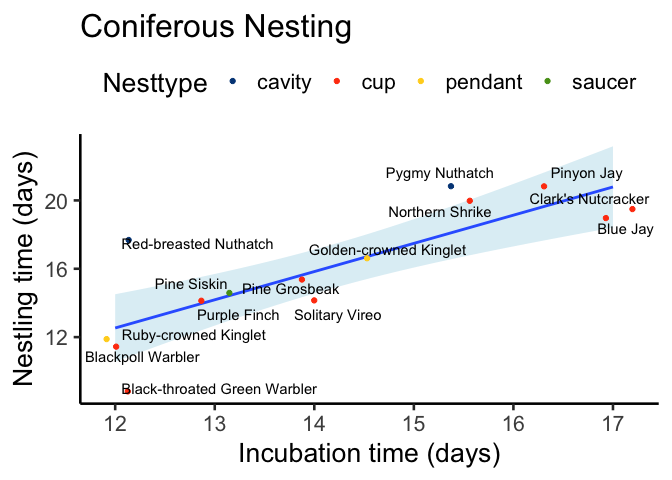 Coniferous Nesting
Nesttype cavity cup pendant saucer
Nestling time (days)
20
16
12
Pygmy Nuthatch
Pinyon Jay
Clark's Nutcracker
Northern Shrike
Blue Jay
Red-breasted Nuthatch
Golden-crowned Kinglet
Pine Siskin
Pine Grosbeak
Purple Finch
Solitary Vireo
Ruby-crowned Kinglet
Blackpoll Warbler
Black-throated Green Warbler
12 13 14 15 16 17
Incubation time (days)